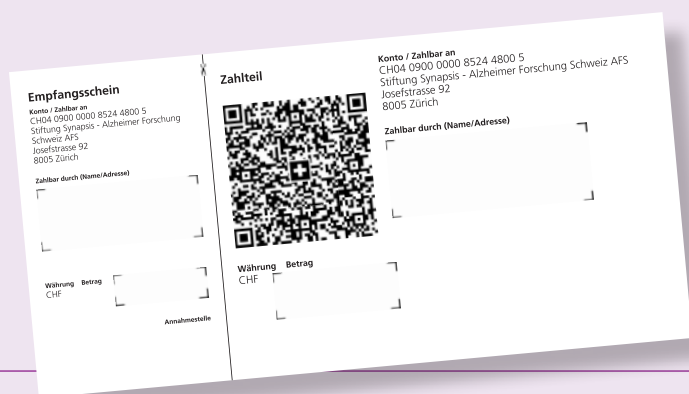 Empfangsschein
Konto / Zahlbar an
CH04 0900 0000 8524 4800 5
Stiftung Synapsis - Alzheimer Forschung
Schweiz AFS
Josefstrasse 92
8005 Zürich
Zahlbar durch (Name/Adresse)
Währung Betrag
CHF
Annahmestelle
Zahlteil
Währung Betrag
CHF
Konto / Zahlbar an
CH04 0900 0000 8524 4800 5
Stiftung Synapsis - Alzheimer Forschung Schweiz AFS
Josefstrasse 92
8005 Zürich
Zahlbar durch (Name/Adresse)